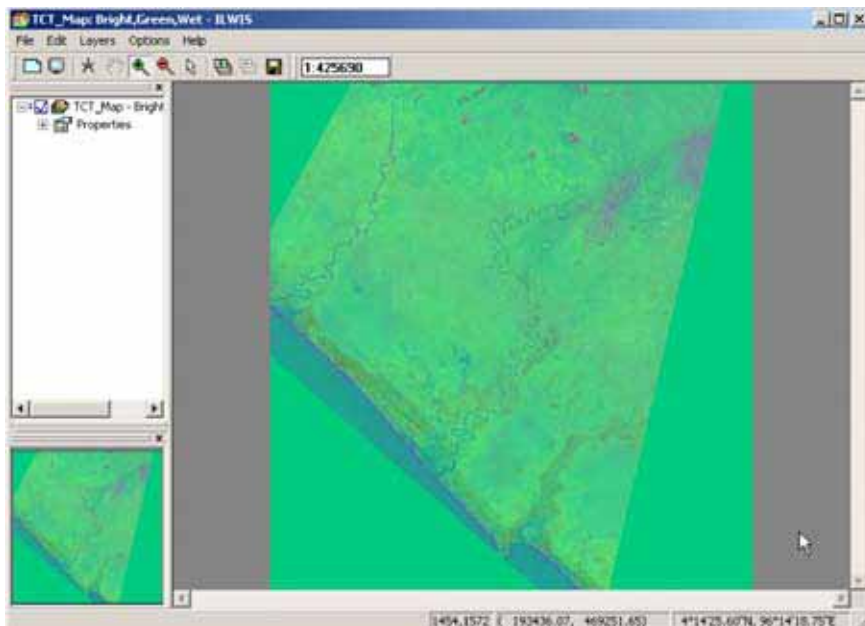 TCT_Map: Bright,Green,Wet - ILWIS
File Edit Layers Options Help
1:425690
TCT_Map - Bright
Properties
1454,1572 ( 193436.07, 469251.65) 4°14'25.60"N, 96°14'18.75"E